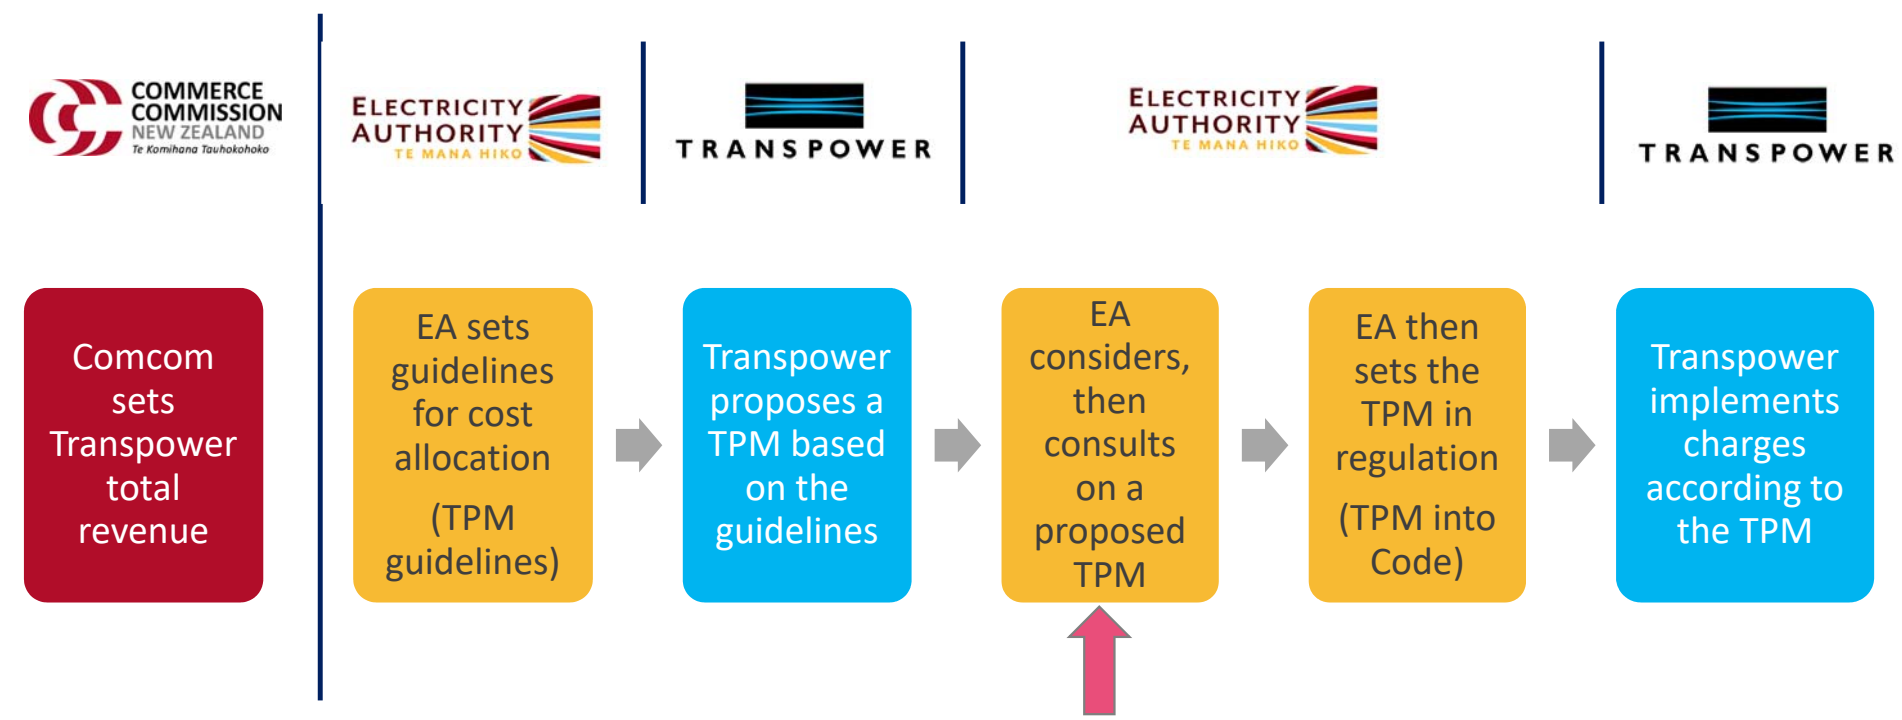 COMMERCE
COMMISSION
NEW ZEALAND
Te Komihana Tauhokohoko
ELECTRICITY
AUTHORITY
TE MANA HIKO
TRANSPOWER
ELECTRICITY
AUTHORITY
TE MANA HIKO
TRANSPOWER
Comcom
sets
Transpower
total
revenue
EA sets
guidelines
for cost
allocation
(TPM
guidelines)
Transpower
proposes a
TPM based
on the
guidelines
EA
considers,
then
consults
on a
proposed
TPM
EA then
sets the
TPM in
regulation
(TPM into
Code)
Transpower
implements
charges
according to
the TPM